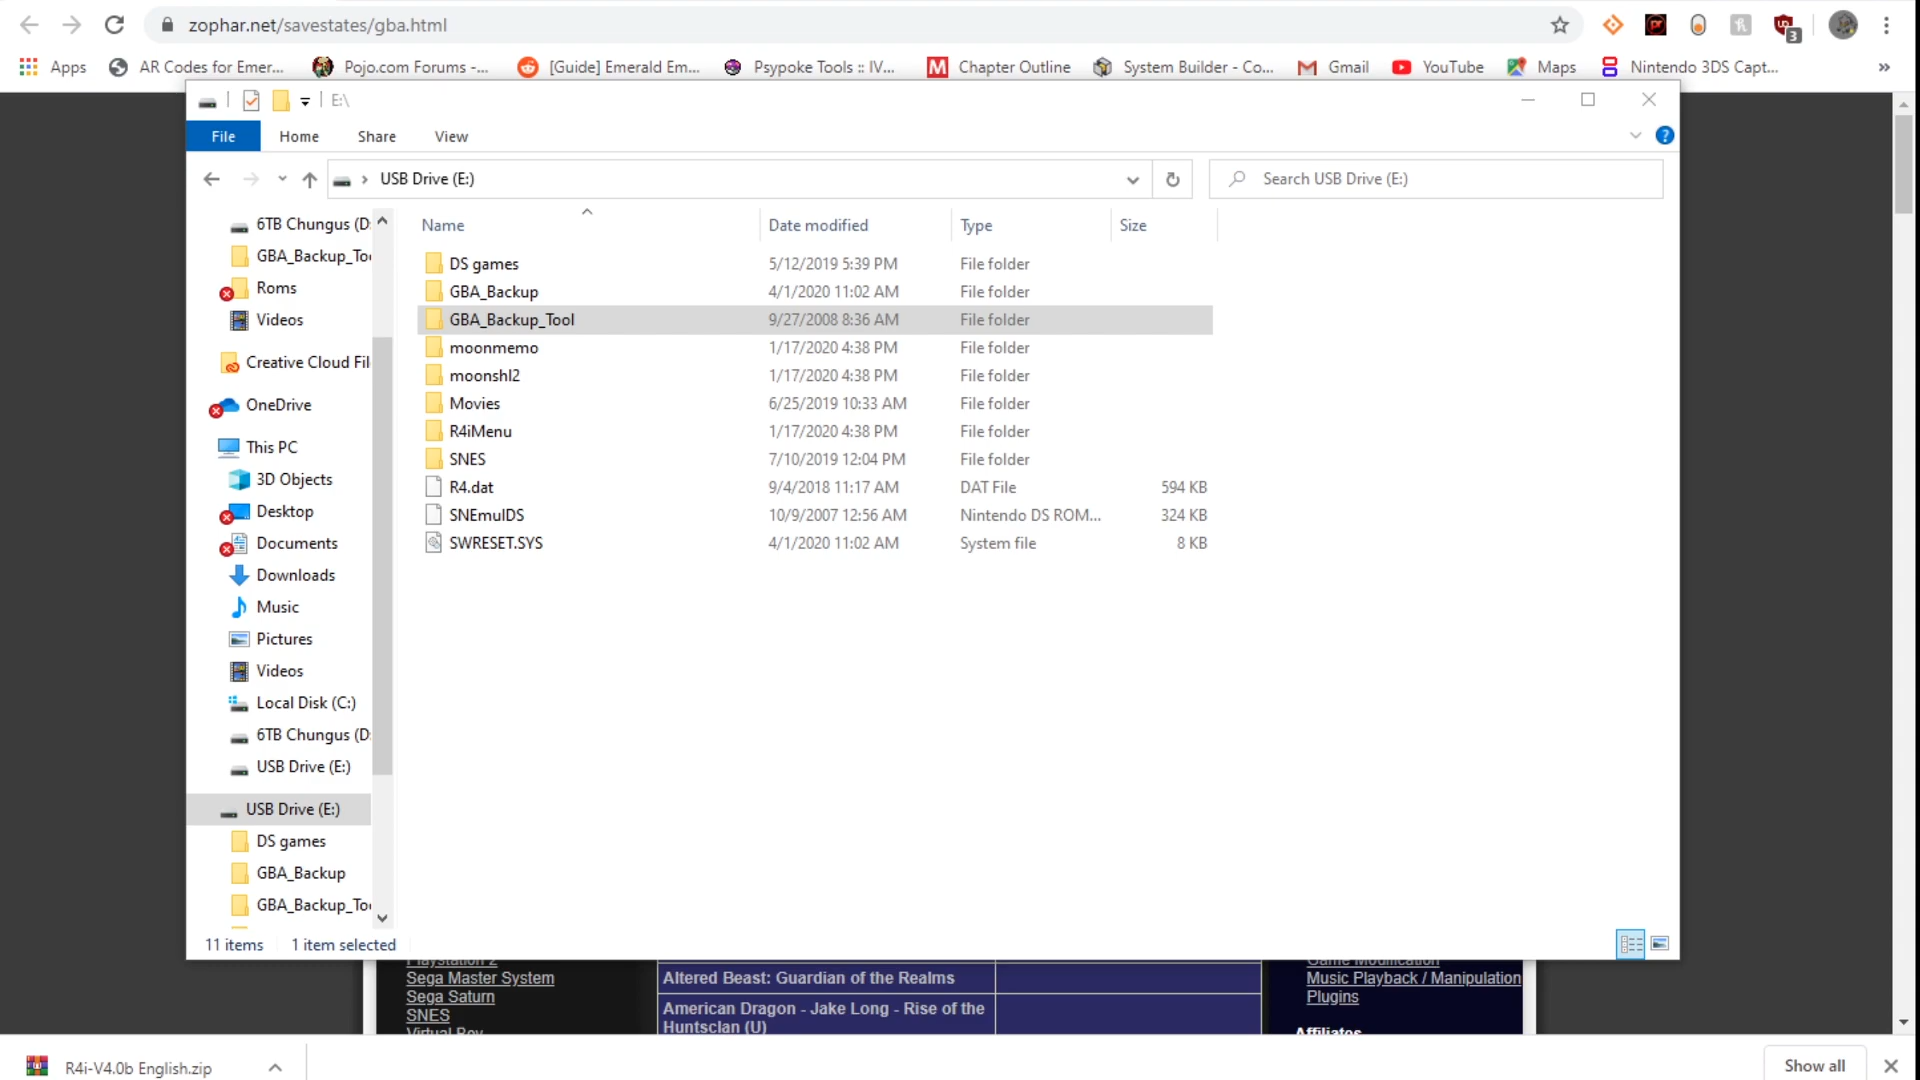 zophar.net/savestates/gba.html
3
Apps
AR Codes for Emer...
Pojo.com Forums -...
[Guide] Emerald Em...
Psypoke Tools :: IV...
M
Chapter Outline
System Builder - Co...
Gmail
YouTube
Maps
Nintendo 3DS Capt...
»
E:\
File
Home
Share
View
?
USB Drive (E:)
Search USB Drive (E:)
Name
Date modified
Type
Size
6TB Chungus (D:
GBA_Backup_Too
Roms
Videos
Creative Cloud Fil
OneDrive
This PC
3D Objects
Desktop
Documents
Downloads
Music
Pictures
Videos
Local Disk (C:)
6TB Chungus (D:
USB Drive (E:)
USB Drive (E:)
DS games
GBA_Backup
GBA_Backup_Too
DS games 5/12/2019 5:39 PM File folder
GBA_Backup 4/1/2020 11:02 AM File folder
GBA_Backup_Tool 9/27/2008 8:36 AM File folder
moonmemo 1/17/2020 4:38 PM File folder
moonshl2 1/17/2020 4:38 PM File folder
Movies 6/25/2019 10:33 AM File folder
R4iMenu 1/17/2020 4:38 PM File folder
SNES 7/10/2019 12:04 PM File folder
R4.dat 9/4/2018 11:17 AM DAT File 594 KB
SNEmulDS 10/9/2007 12:56 AM Nintendo DS ROM... 324 KB
SWRESET.SYS 4/1/2020 11:02 AM System file 8 KB
11 items
1 item selected
Playstation 2
Sega Master System
Sega Saturn
SNES
Virtual Boy
Altered Beast: Guardian of the Realms
American Dragon - Jake Long - Rise of the
Huntsclan (U)
Game Modification
Music Playback / Manipulation
Plugins
Affiliates
R4i-V4.0b English.zip
Show all